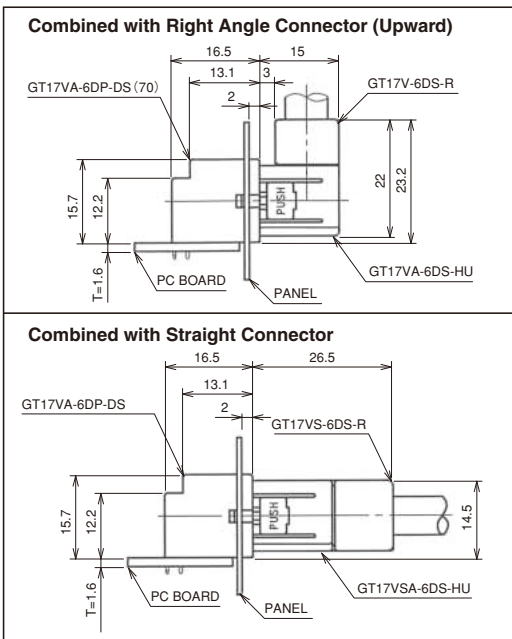 Combined with Right Angle Connector (Upward)
16.5
15
13.1
3
GT17VA-6DP-DS(70)
2
GT17V-6DS-R
15.7
12.2
PUSH
22
23.2
T=1.6
PC BOARD
PANEL
GT17VA-6DS-HU
Combined with Straight Connector
16.5
26.5
13.1
GT17VA-6DP-DS
2
GT17VS-6DS-R
15.7
12.2
PUSH
14.5
T=1.6
PC BOARD
PANEL
GT17VSA-6DS-HU